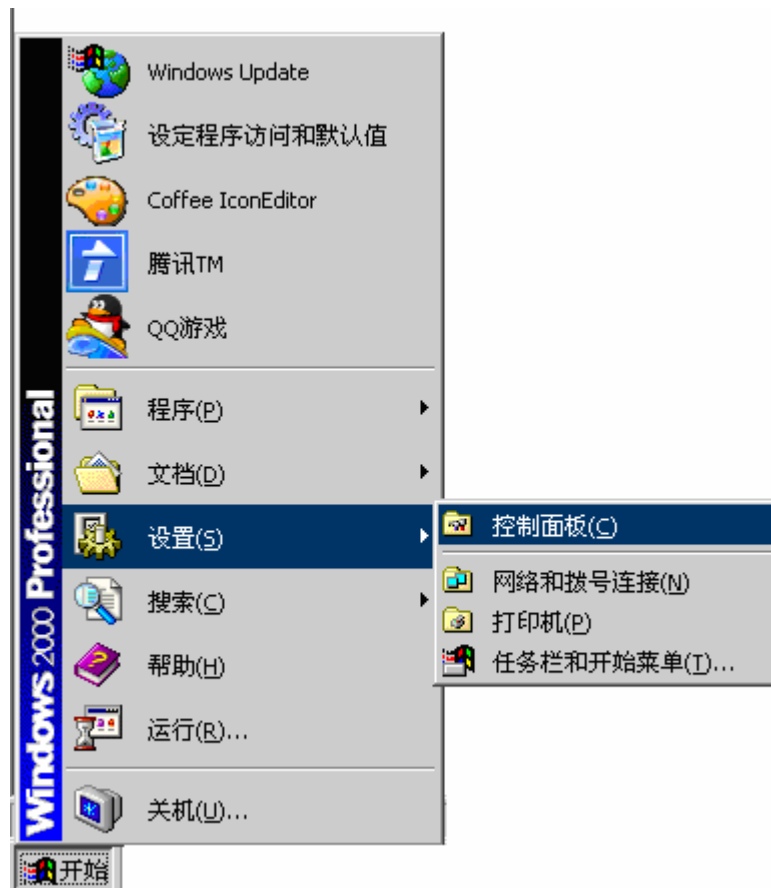 Windows Update
设定程序访问和默认值
Coffee IconEditor
腾讯TM
QQ游戏
程序(P)
文档(D)
设置(S)
搜索(C)
帮助(H)
运行(R)...
关机(U)...
控制面板(C)
网络和拨号连接(N)
打印机(P)
任务栏和开始菜单(T)...
Windows 2000 Professional
开始